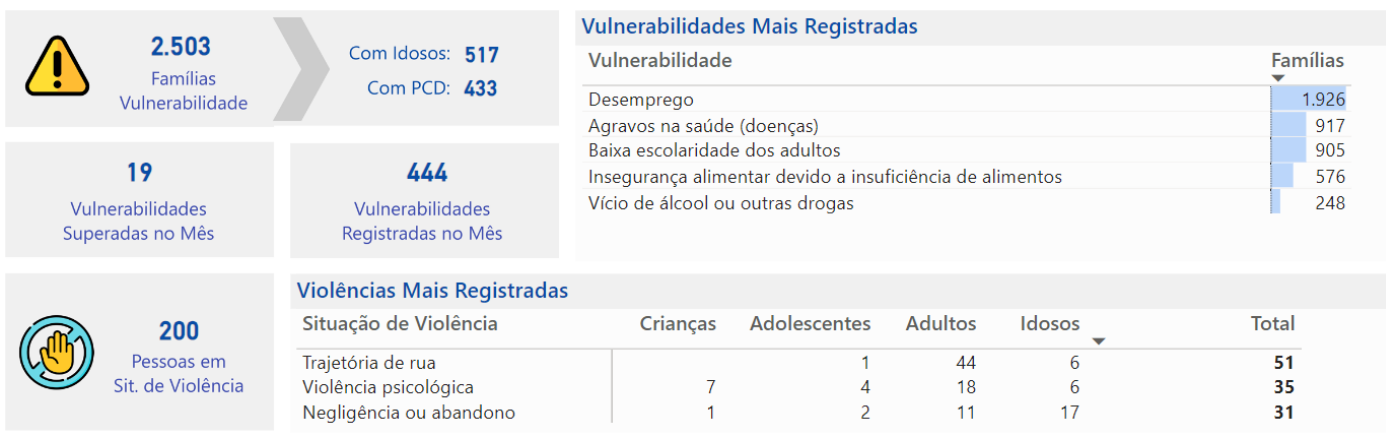 2.503
Famílias
Vulnerabilidade
Com Idosos: 517
Com PCD: 433
19
Vulnerabilidades
Superadas no Mês
444
Vulnerabilidades
Registradas no Mês
Vulnerabilidades Mais Registradas
Vulnerabilidade Famílias
Desemprego 1.926
Agravos na saúde (doenças) 917
Baixa escolaridade dos adultos 905
Insegurança alimentar devido a insuficiência de alimentos 576
Vício de álcool ou outras drogas 248
200
Pessoas em
Sit. de Violência
Violências Mais Registradas
Situação de Violência Crianças Adolescentes Adultos Idosos Total
Trajetória de rua 1 44 6 51
Violência psicológica 7 4 18 6 35
Negligência ou abandono 1 2 11 17 31